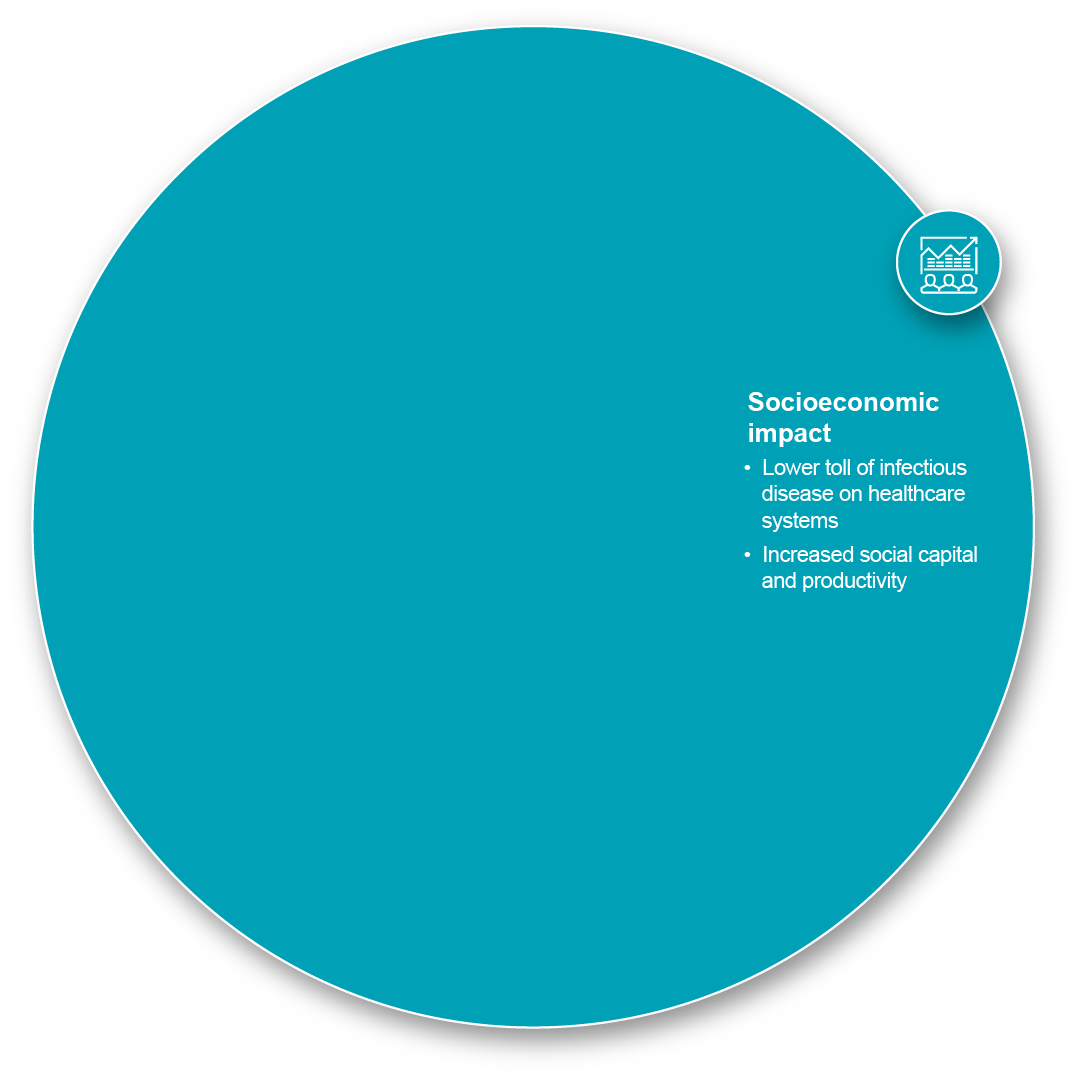 Socioeconomic
impact
• Lower toll of infectious
disease on healthcare
systems
• Increased social capital
and productivity